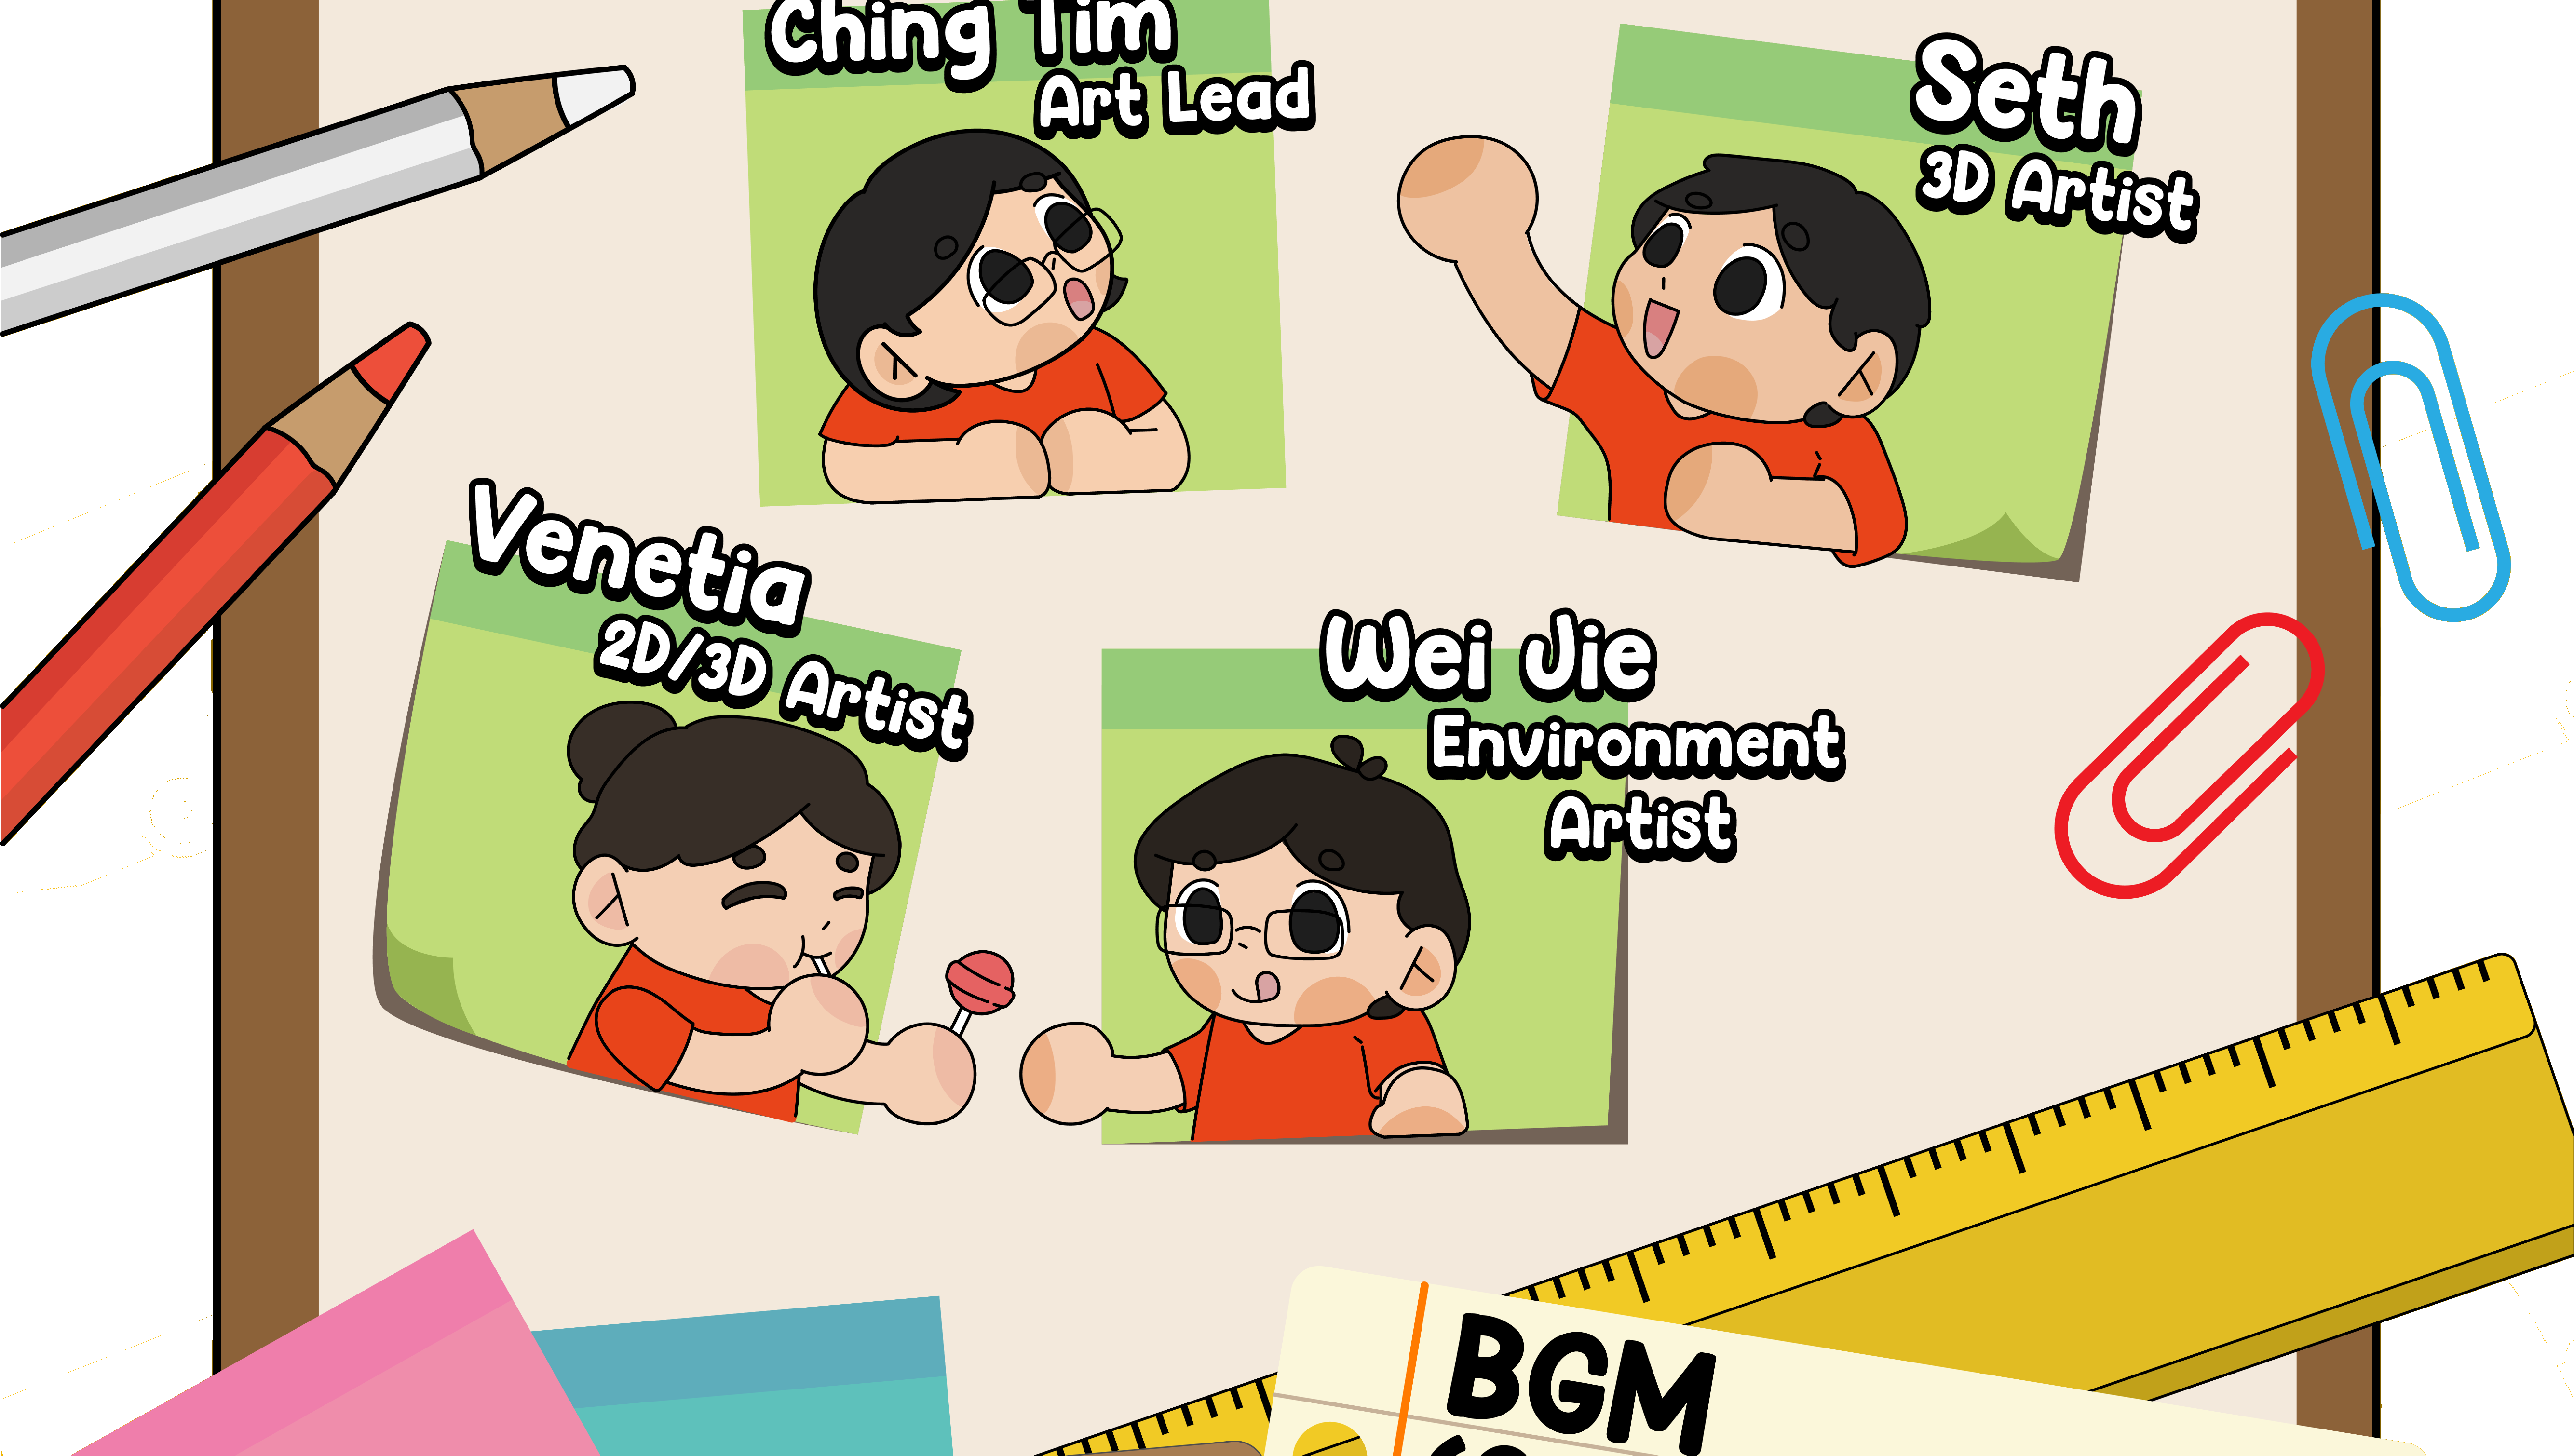 Ching Tim
Art Lead
Seth
3D Artist
Venetia
2D/3D Artist
Wei Jie
Environment
Artist
BGM